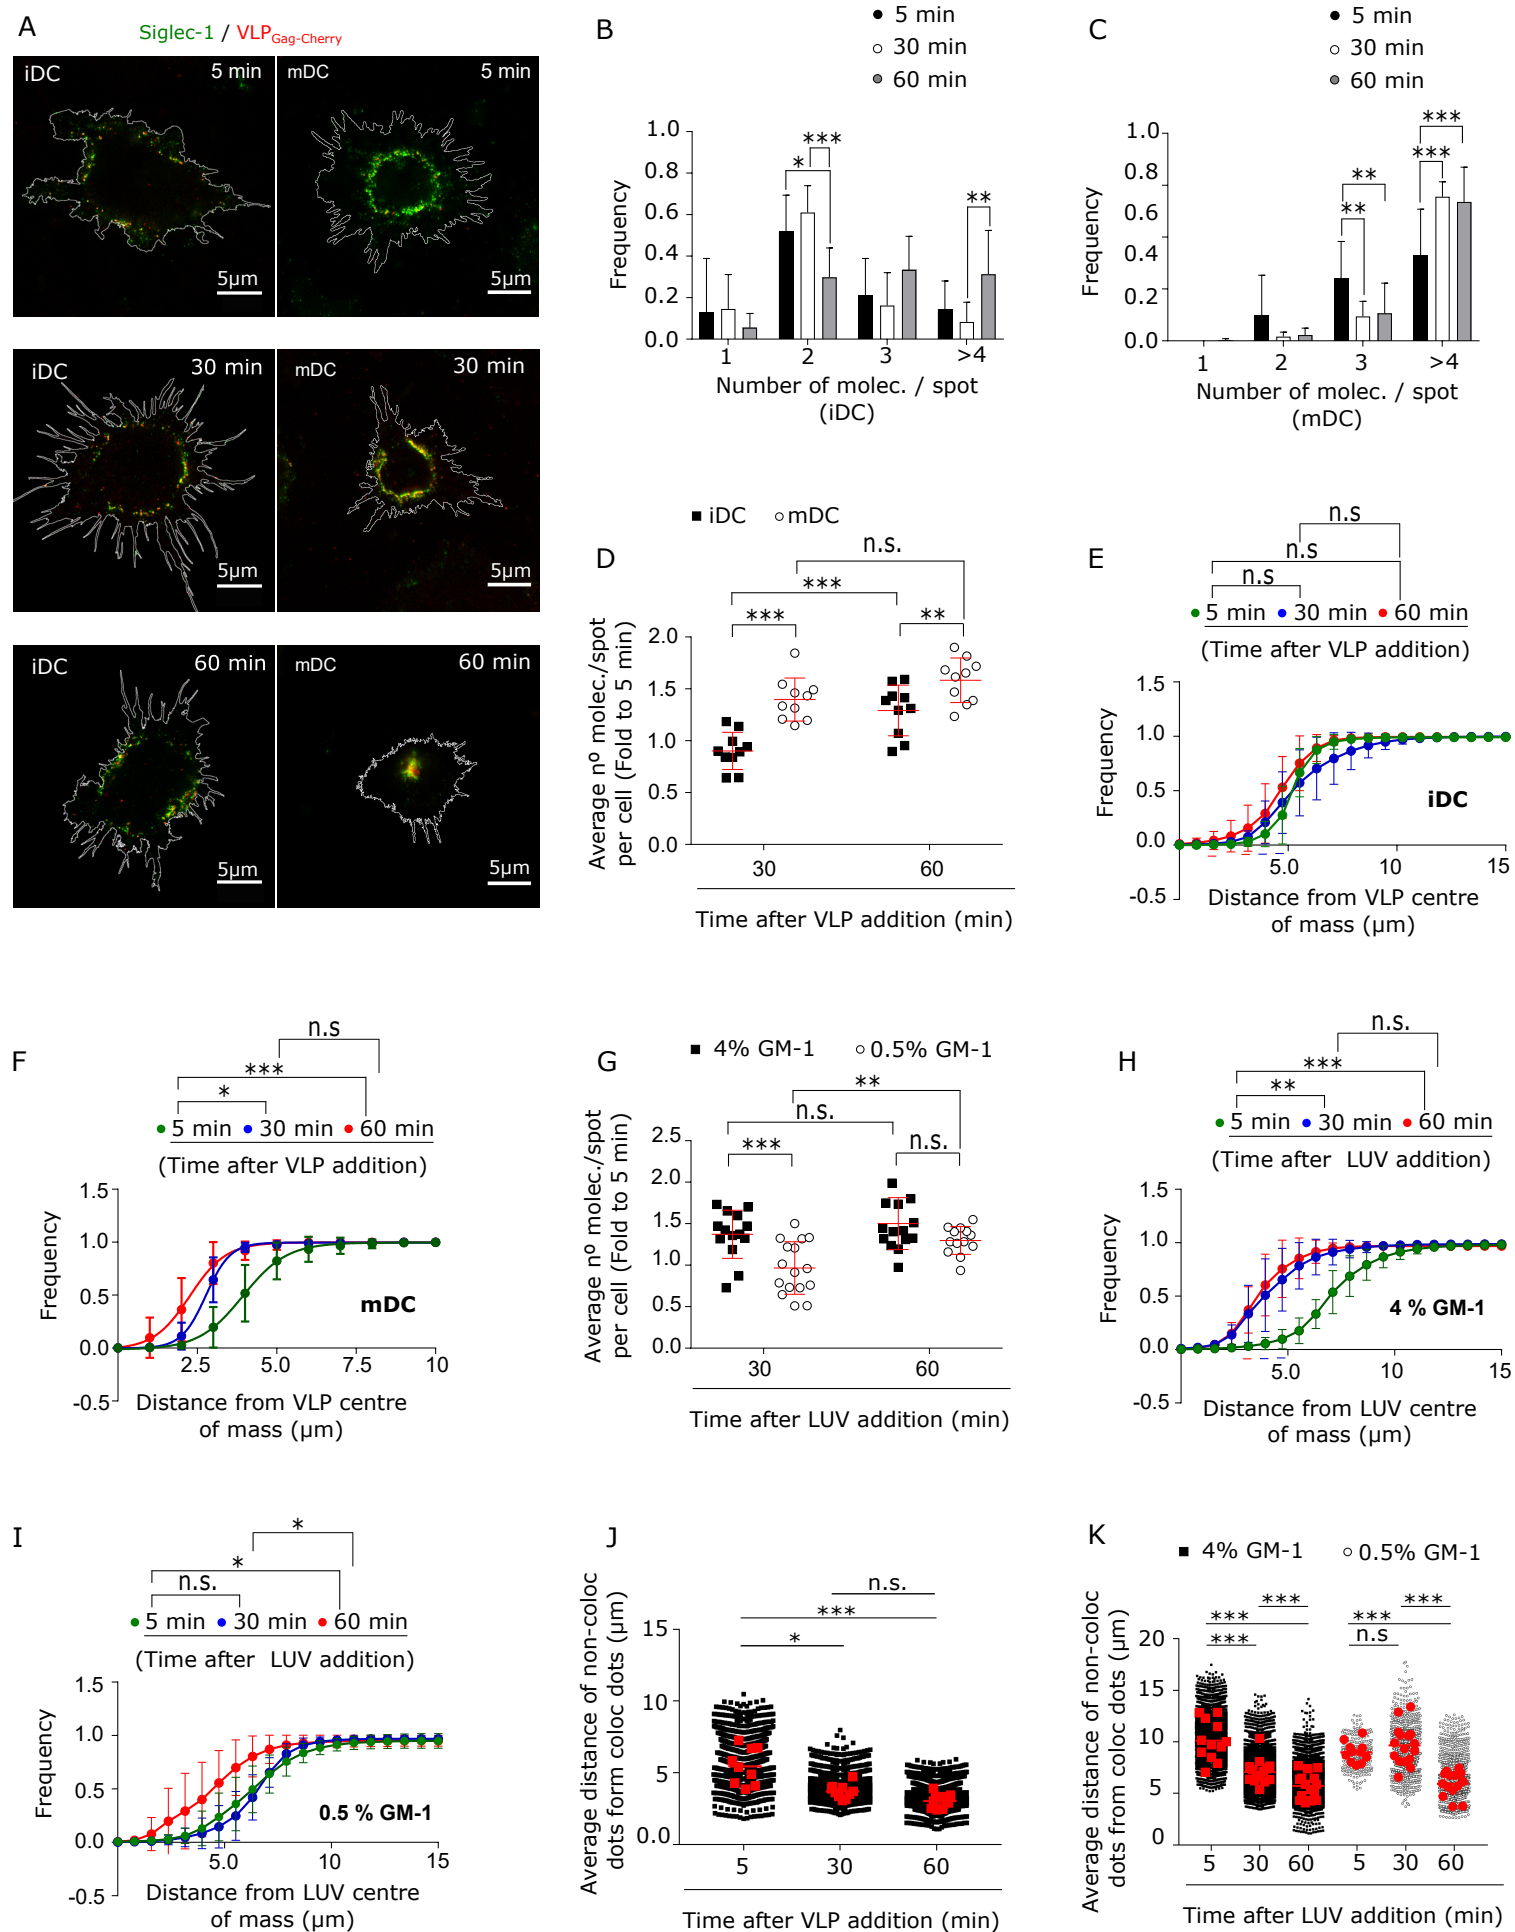 A
Siglec-1 / VLPGag-Cherry
iDC
5 min
5µm
mDC
5 min
5µm
iDC
30 min
5µm
mDC
30 min
5µm
iDC
60 min
5µm
mDC
60 min
5µm
B
5 min
30 min
60 min
***
*
**
1.0
0.8
0.6
0.4
0.2
0.0
Frequency
1 2 3 >4
Number of molec. / spot
(iDC)
C
5 min
30 min
60 min
***
***
**
**
1.0
0.8
0.6
0.4
0.2
0.0
Frequency
1 2 3 >4
Number of molec. / spot
(mDC)
D
iDC mDC
n.s.
***
***
**
2.0
1.5
1.0
0.5
0.0
Average nº molec./spot
per cell (Fold to 5 min)
30 60
Time after VLP addition (min)
E
n.s
n.s
n.s
5 min 30 min 60 min
(Time after VLP addition)
1.5
1.0
0.5
0.0
-0.5
Frequency
iDC
5.0 10 15
Distance from VLP centre
of mass (µm)
F
n.s
***
*
5 min 30 min 60 min
(Time after VLP addition)
1.5
1.0
0.5
0.0
-0.5
Frequency
mDC
2.5 5.0 7.5 10
Distance from VLP centre
of mass (µm)
G
4% GM-1 0.5% GM-1
**
n.s.
***
n.s.
2.5
2.0
1.5
1.0
0.5
0.0
Average nº molec./spot
per cell (Fold to 5 min)
30 60
Time after LUV addition (min)
H
n.s.
***
**
5 min 30 min 60 min
(Time after LUV addition)
1.5
1.0
0.5
0.0
-0.5
Frequency
4 % GM-1
5.0 10 15
Distance from LUV centre
of mass (µm)
I
*
*
n.s.
5 min 30 min 60 min
(Time after LUV addition)
1.5
1.0
0.5
0.0
-0.5
Frequency
0.5 % GM-1
5.0 10 15
Distance from LUV centre
of mass (µm)
J
n.s.
***
*
15
10
5
0.0
Average distance of non-coloc
dots form coloc dots (µm)
5 30 60
Time after VLP addition (min)
K
4% GM-1 0.5% GM-1
*** ***
*** ***
*** n.s
20
15
10
5
0
Average distance of non-coloc
dots from coloc dots (µm)
5 30 60 5 30 60
Time after LUV addition (min)